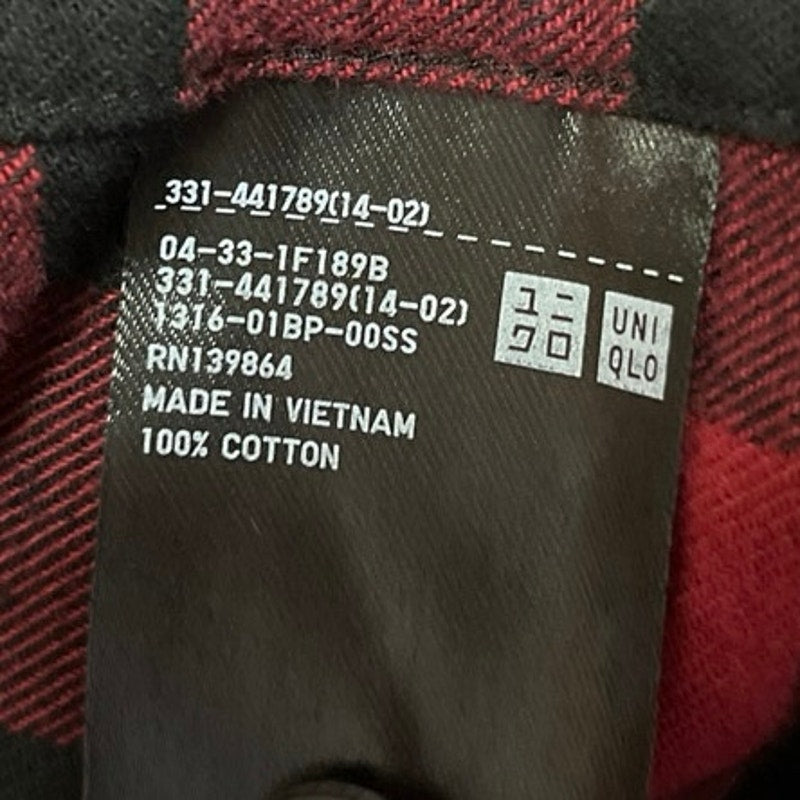 331-441789(14-02)
04-33-1F189B
331-441789(14-02)
1316-01BP-00SS
RN139864
MADE IN VIETNAM
100% COTTON
ユニ
クロ
UNI
QLO